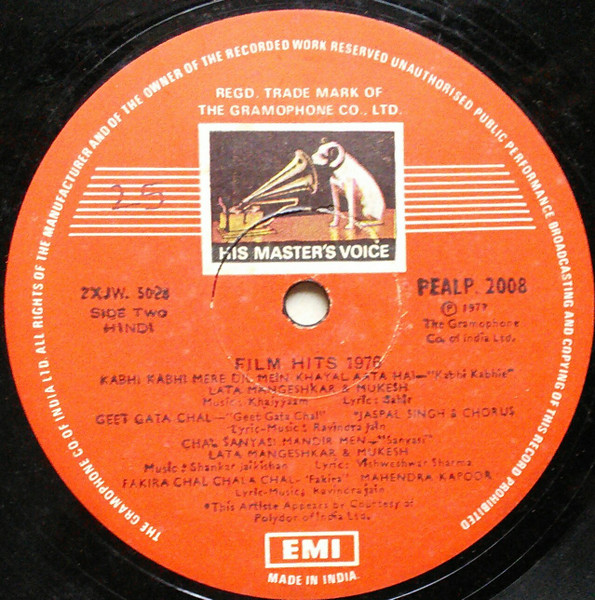 THE GRAMOPHONE CO. OF INDIA LTD. ALL RIGHTS OF THE MANUFACTURER AND OF THE OWNER OF THE RECORDED WORK RESERVED UNAUTHORISED PUBLIC PERFORMANCE BROADCASTING AND COPYING OF THIS RECORD PROHIBITED
REGD. TRADE MARK OF
THE GRAMOPHONE CO., LTD.
25
HIS MASTER'S VOICE
2XJW. 5028
SIDE TWO
HINDI
PEALP. 2008
℗ 1977
The Gramophone
Co. of India Ltd.
FILM HITS 1976
KABHI KABHI MERE DIL MEIN KHAYAL AATA HAI—"Kabhi Kabhie"
LATA MANGESHKAR & MUKESH
Music: Khaiyyaam Lyric: Sahir
GEET GATA CHAL—"Geet Gata Chal" *JASPAL SINGH & CHORUS
Lyric-Music: Ravindra Jain
CHAL SANYASI MANDIR MEN—"Sanyasi"
LATA MANGESHKAR & MUKESH
Music: Shankar Jaikishan Lyric: Vishweshwar Sharma
FAKIRA CHAL CHALA CHAL-"Fakira" MAHENDRA KAPOOR
Lyric-Music: Ravindra Jain
*This Artiste Appears by Courtesy of
Polydor of India Ltd.
EMI
MADE IN INDIA